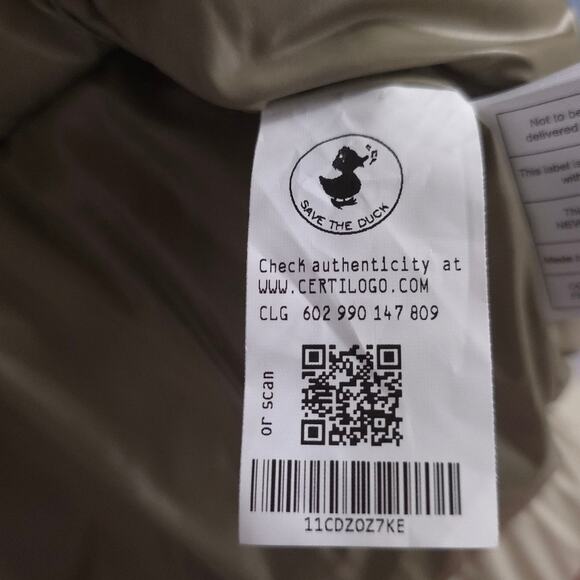 SAVE THE DUCK
Check authenticity at
WWW.CERTILOGO.COM
CLG 602 990 147 809
or scan
11CDZOZ7KE
Not to be
delivered
This label i
with
Made i